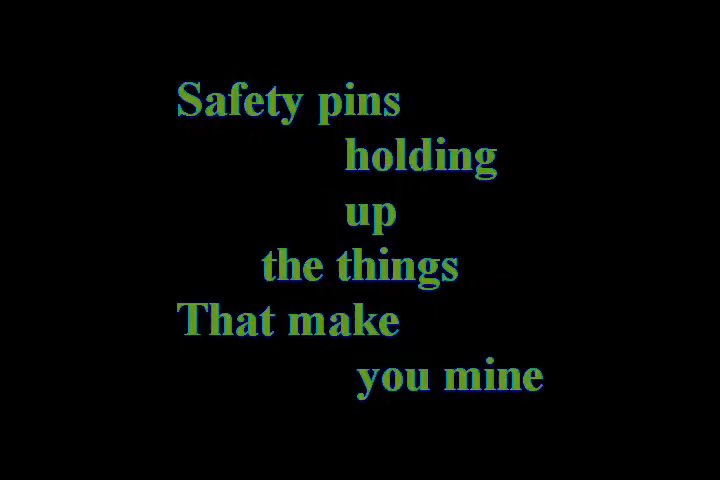 Safety pins
holding
up
the things
That make
you mine